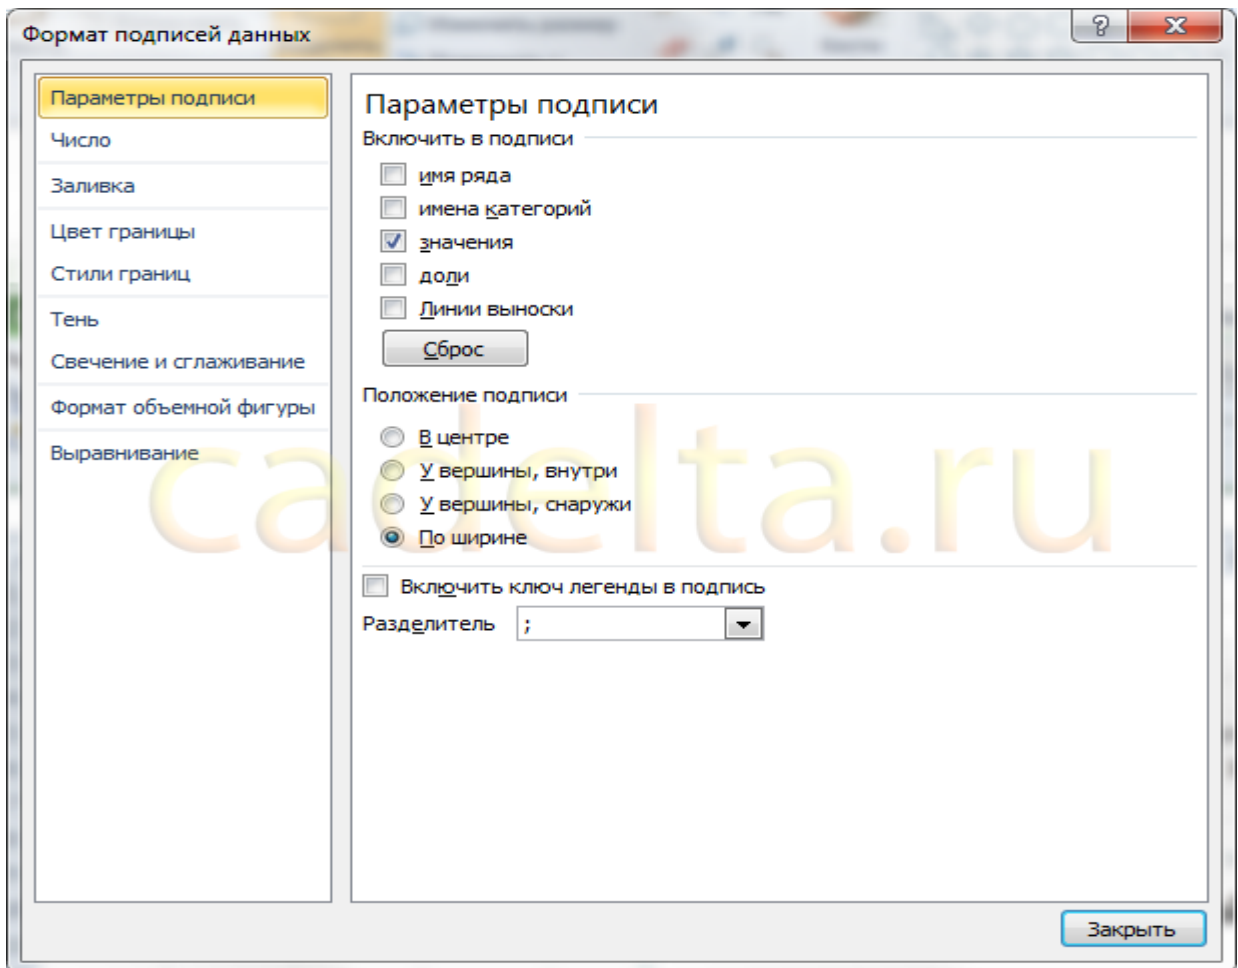 Формат подписей данных
Параметры подписи
Число
Заливка
Цвет границы
Стили границ
Тень
Свечение и сглаживание
Формат объемной фигуры
Выравнивание
Параметры подписи
Включить в подписи
имя ряда
имена категорий
значения
доли
Линии выноски
Сброс
Положение подписи
В центре
У вершины, внутри
У вершины, снаружи
По ширине
Включить ключ легенды в подпись
Разделитель ;
Закрыть
cadelta.ru